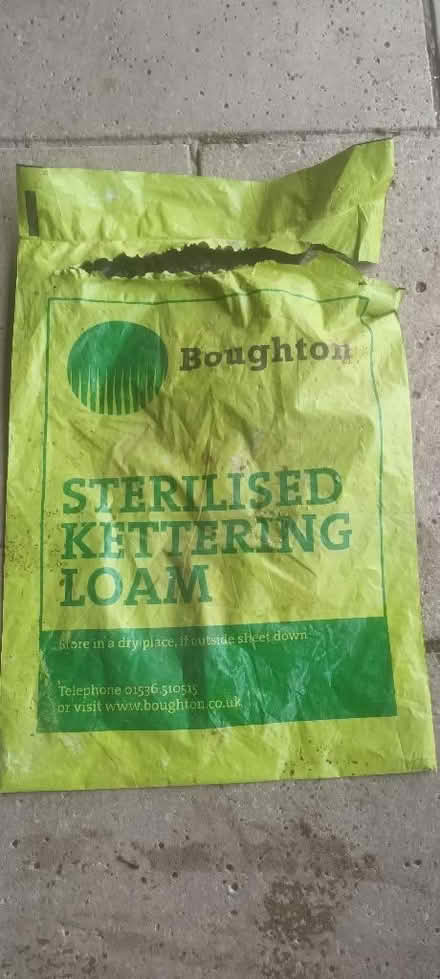 Boughton
STERILISED
KETTERING
LOAM
Store in a dry place, if outside sheet down
Telephone 01536 510515
or visit www.boughton.co.uk